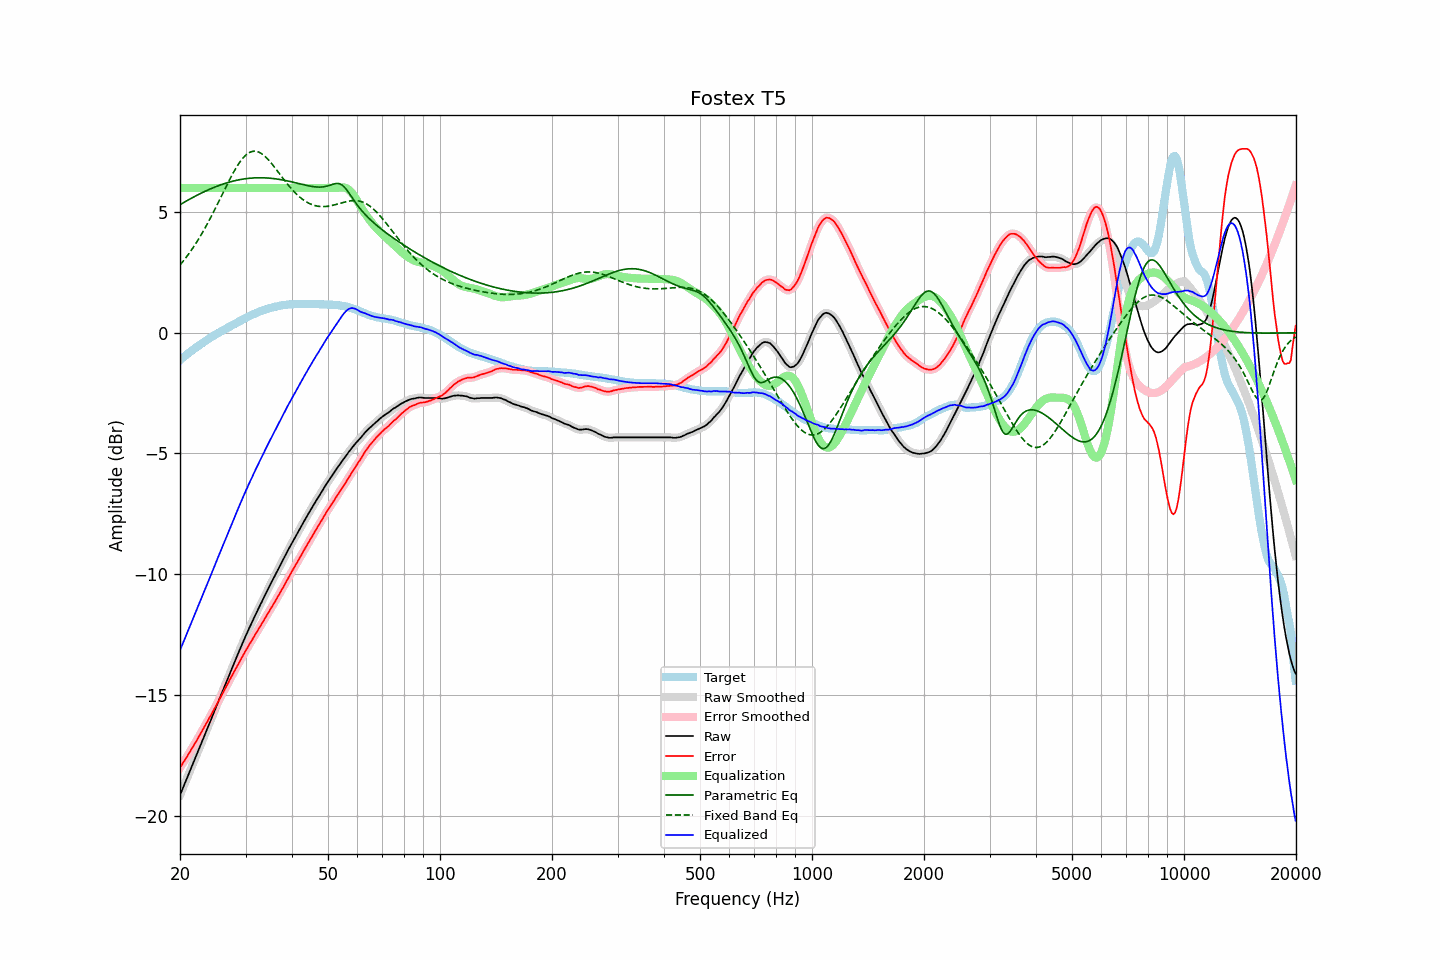 Fostex T5
Amplitude (dBr)
5
0
−5
−10
−15
−20
Target
Raw Smoothed
Error Smoothed
Raw
Error
Equalization
Parametric Eq
Fixed Band Eq
Equalized
20 50 100 200 500 1000 2000 5000 10000 20000
Frequency (Hz)